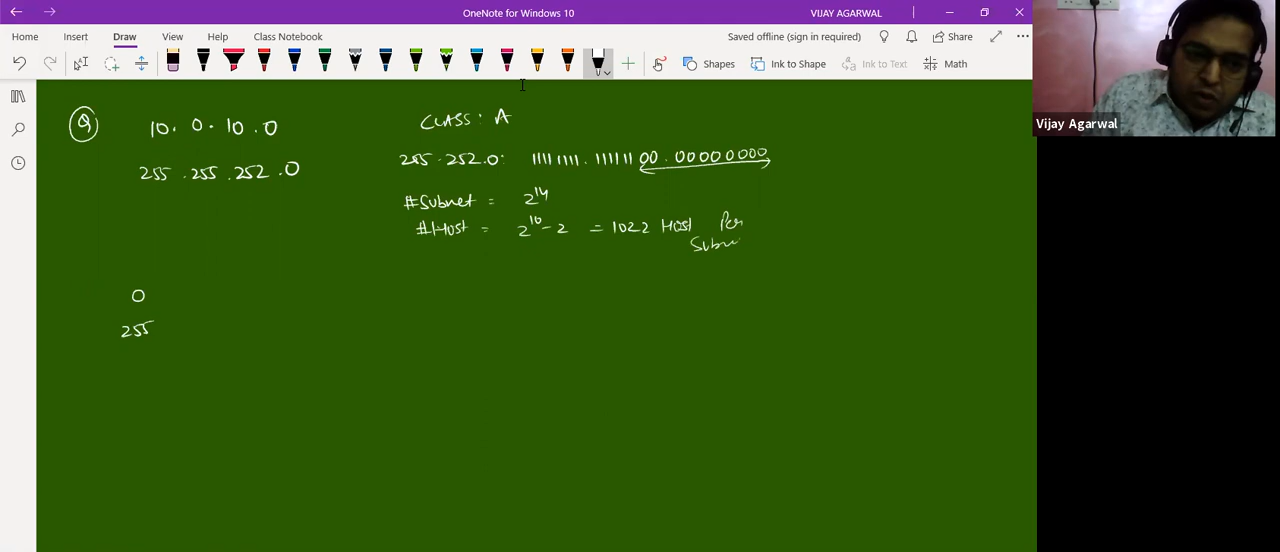 OneNote for Windows 10
VIJAY AGARWAL
Home Insert Draw View Help Class Notebook
Saved offline (sign in required)
Share
Shapes
Ink to Shape
Ink to Text
Math
Vijay Agarwal
Q 10. 0. 10. 0
255 .255 .252 .0
CLASS: A
255.252.0: 11111111.11111100.00000000
#Subnet = 2^14
#Host = 2^10-2 = 1022 Host Per
Subne
0
255